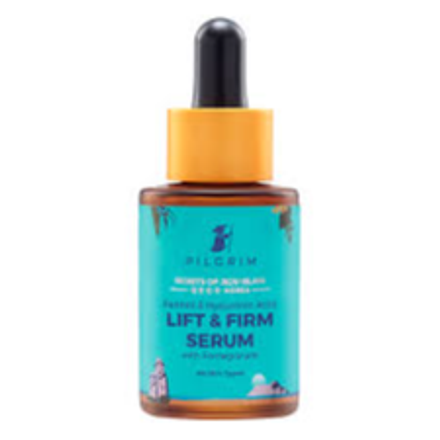 PILGRIM
SECRETS OF JEJU ISLAND
KOREA
LIFT & FIRM
SERUM
with Pomegranate